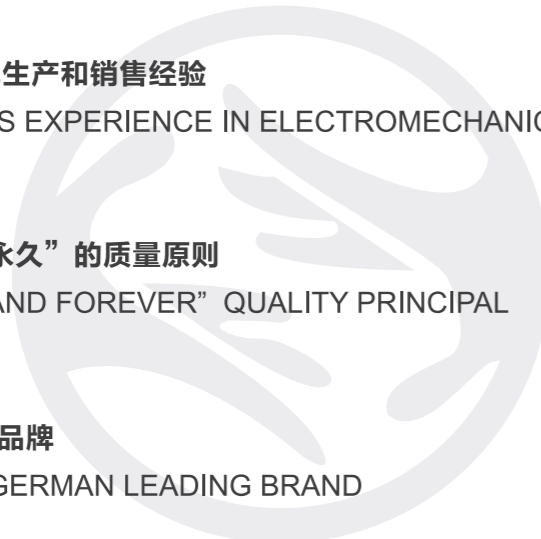 生产和销售经验
S EXPERIENCE IN ELECTROMECHANIC
永久”的质量原则
AND FOREVER” QUALITY PRINCIPAL
品牌
GERMAN LEADING BRAND